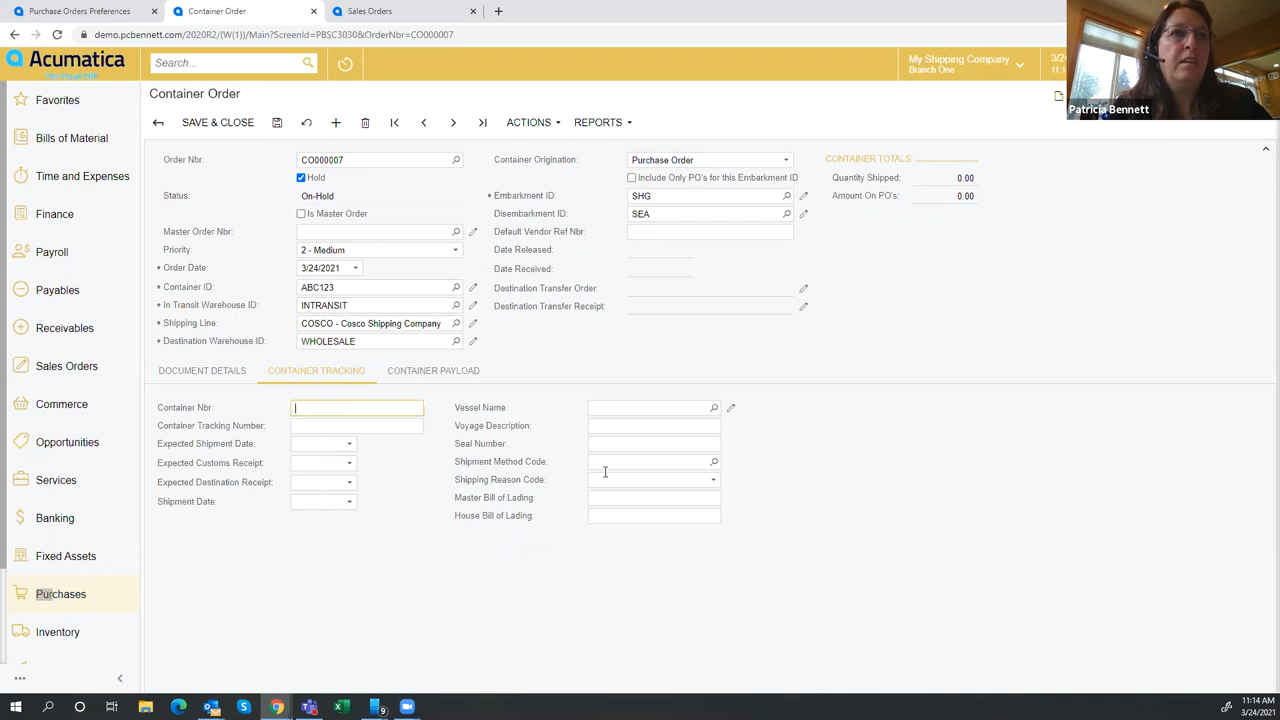 Purchase Orders Preferences
Container Order
Sales Orders
demo.pcbennett.com/2020R2/(W(1))/Main?ScreenId=PBSC3030&OrderNbr=CO000007
Acumatica
The Cloud ERP
Search...
My Shipping Company
Branch One
3/24
11:1
Patricia Bennett
Favorites
Bills of Material
Time and Expenses
Finance
Payroll
Payables
Receivables
Sales Orders
Commerce
Opportunities
Services
Banking
Fixed Assets
Purchases
Inventory
Container Order
SAVE & CLOSE
ACTIONS
REPORTS
Order Nbr: CO000007
Hold
Status: On-Hold
Is Master Order
Master Order Nbr:
Priority: 2 - Medium
* Order Date: 3/24/2021
* Container ID: ABC123
* In Transit Warehouse ID: INTRANSIT
* Shipping Line: COSCO - Cosco Shipping Company
* Destination Warehouse ID: WHOLESALE
Container Origination: Purchase Order
Include Only PO's for this Embarkment ID
* Embarkment ID: SHG
Disembarkment ID: SEA
Default Vendor Ref Nbr:
Date Released:
Date Received:
Destination Transfer Order:
Destination Transfer Receipt:
CONTAINER TOTALS
Quantity Shipped: 0.00
Amount On PO's: 0.00
DOCUMENT DETAILS
CONTAINER TRACKING
CONTAINER PAYLOAD
Container Nbr:
Container Tracking Number:
Expected Shipment Date:
Expected Customs Receipt:
Expected Destination Receipt:
Shipment Date:
Vessel Name:
Voyage Description:
Seal Number:
Shipment Method Code:
Shipping Reason Code:
Master Bill of Lading:
House Bill of Lading:
11:14 AM
3/24/2021